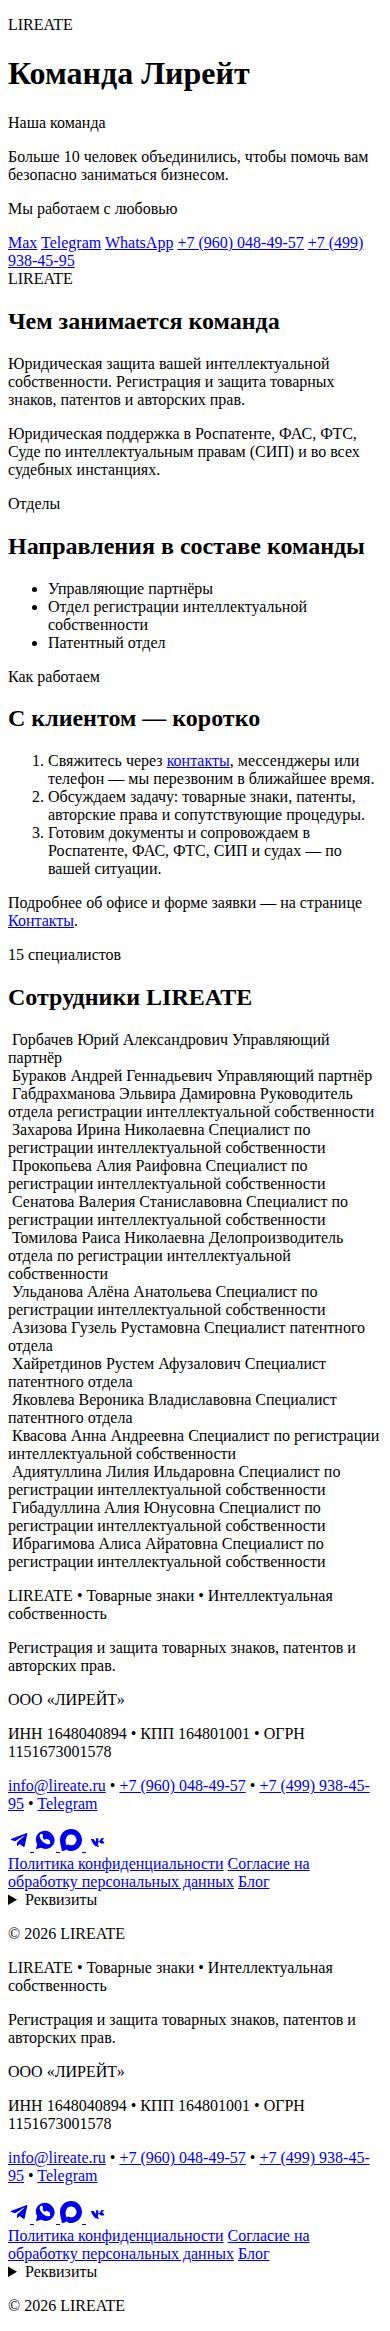 LIREATE
Команда Лирейт
Наша команда
Больше 10 человек объединились, чтобы помочь вам
безопасно заниматься бизнесом.
Мы работаем с любовью
Max Telegram WhatsApp +7 (960) 048-49-57 +7 (499)
938-45-95
LIREATE
Чем занимается команда
Юридическая защита вашей интеллектуальной
собственности. Регистрация и защита товарных
знаков, патентов и авторских прав.
Юридическая поддержка в Роспатенте, ФАС, ФТС,
Суде по интеллектуальным правам (СИП) и во всех
судебных инстанциях.
Отделы
Направления в составе команды
• Управляющие партнёры
• Отдел регистрации интеллектуальной
собственности
• Патентный отдел
Как работаем
С клиентом — коротко
1. Свяжитесь через контакты, мессенджеры или
телефон — мы перезвоним в ближайшее время.
2. Обсуждаем задачу: товарные знаки, патенты,
авторские права и сопутствующие процедуры.
3. Готовим документы и сопровождаем в
Роспатенте, ФАС, ФТС, СИП и судах — по
вашей ситуации.
Подробнее об офисе и форме заявки — на странице
Контакты.
15 специалистов
Сотрудники LIREATE
Горбачев Юрий Александрович Управляющий
партнёр
Бураков Андрей Геннадьевич Управляющий партнёр
Габдрахманова Эльвира Дамировна Руководитель
отдела регистрации интеллектуальной собственности
Захарова Ирина Николаевна Специалист по
регистрации интеллектуальной собственности
Прокопьева Алия Раифовна Специалист по
регистрации интеллектуальной собственности
Сенатова Валерия Станиславовна Специалист по
регистрации интеллектуальной собственности
Томилова Раиса Николаевна Делопроизводитель
отдела по регистрации интеллектуальной
собственности
Ульданова Алёна Анатольева Специалист по
регистрации интеллектуальной собственности
Азизова Гузель Рустамовна Специалист патентного
отдела
Хайретдинов Рустем Афузалович Специалист
патентного отдела
Яковлева Вероника Владиславовна Специалист
патентного отдела
Квасова Анна Андреевна Специалист по регистрации
интеллектуальной собственности
Адиятуллина Лилия Ильдаровна Специалист по
регистрации интеллектуальной собственности
Гибадуллина Алия Юнусовна Специалист по
регистрации интеллектуальной собственности
Ибрагимова Алиса Айратовна Специалист по
регистрации интеллектуальной собственности
LIREATE • Товарные знаки • Интеллектуальная
собственность
Регистрация и защита товарных знаков, патентов и
авторских прав.
ООО «ЛИРЕЙТ»
ИНН 1648040894 • КПП 164801001 • ОГРН
1151673001578
info@lireate.ru • +7 (960) 048-49-57 • +7 (499) 938-45-
95 • Telegram
Политика конфиденциальности Согласие на
обработку персональных данных Блог
Реквизиты
© 2026 LIREATE
LIREATE • Товарные знаки • Интеллектуальная
собственность
Регистрация и защита товарных знаков, патентов и
авторских прав.
ООО «ЛИРЕЙТ»
ИНН 1648040894 • КПП 164801001 • ОГРН
1151673001578
info@lireate.ru • +7 (960) 048-49-57 • +7 (499) 938-45-
95 • Telegram
Политика конфиденциальности Согласие на
обработку персональных данных Блог
Реквизиты
© 2026 LIREATE